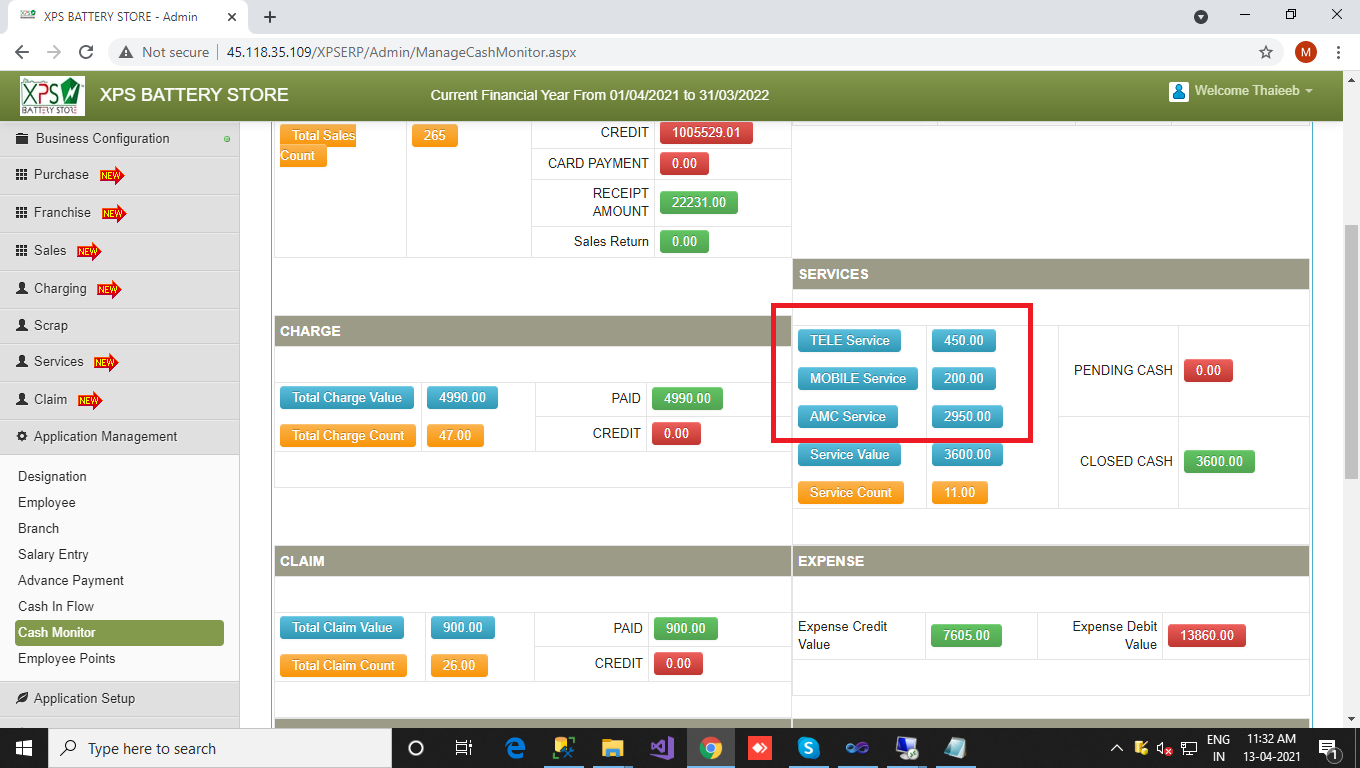 XPS BATTERY STORE - Admin
Not secure
45.118.35.109/XPSERP/Admin/ManageCashMonitor.aspx
M
XPS
BATTERY STORE
XPS BATTERY STORE
Current Financial Year From 01/04/2021 to 31/03/2022
Welcome Thaieeb
Business Configuration
Purchase NEW
Franchise NEW
Sales NEW
Charging NEW
Scrap
Services NEW
Claim NEW
Application Management
Designation
Employee
Branch
Salary Entry
Advance Payment
Cash In Flow
Cash Monitor
Employee Points
Application Setup
Total Sales
Count
265
CREDIT 1005529.01
CARD PAYMENT 0.00
RECEIPT
AMOUNT
22231.00
Sales Return 0.00
CHARGE
Total Charge Value 4990.00
Total Charge Count 47.00
PAID 4990.00
CREDIT 0.00
SERVICES
TELE Service 450.00
MOBILE Service 200.00
AMC Service 2950.00
Service Value 3600.00
Service Count 11.00
PENDING CASH 0.00
CLOSED CASH 3600.00
CLAIM
Total Claim Value 900.00
Total Claim Count 26.00
PAID 900.00
CREDIT 0.00
EXPENSE
Expense Credit
Value
7605.00
Expense Debit
Value
13860.00
Type here to search
ENG
IN
11:32 AM
13-04-2021
1